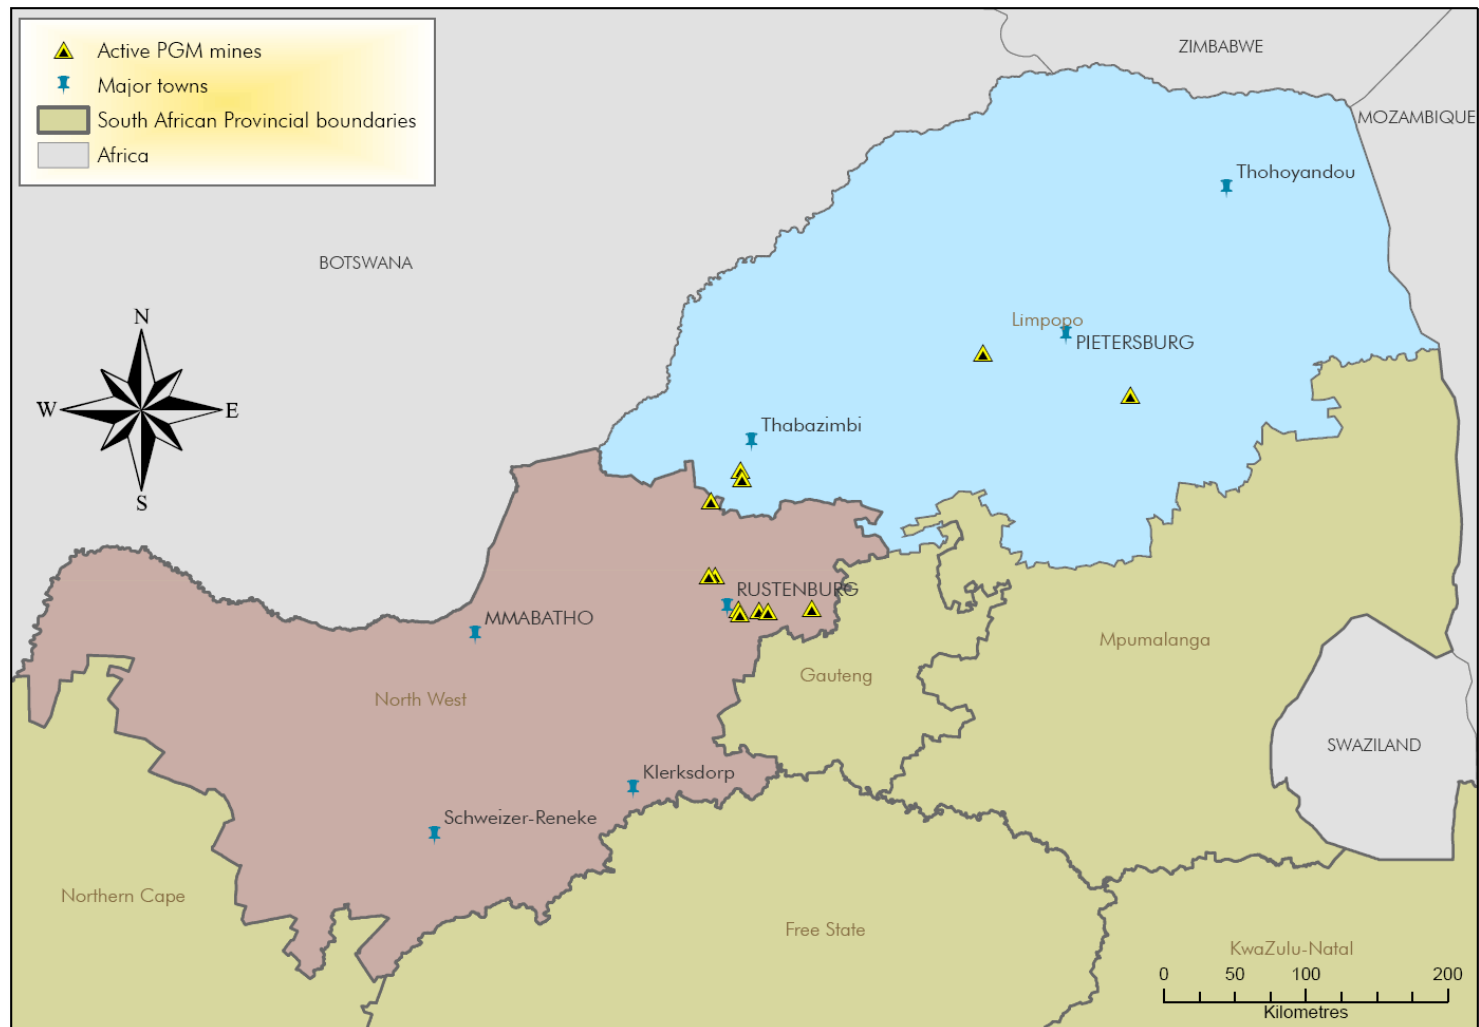 Active PGM mines
Major towns
South African Provincial boundaries
Africa
ZIMBABWE
MOZAMBIQUE
Thohoyandou
BOTSWANA
N
W
E
S
Limpopo
PIETERSBURG
Thabazimbi
RUSTENBURG
MMABATHO
Mpumalanga
Gauteng
North West
SWAZILAND
Klerksdorp
Schweizer-Reneke
Northern Cape
Free State
KwaZulu-Natal
0 50 100 200
Kilometres